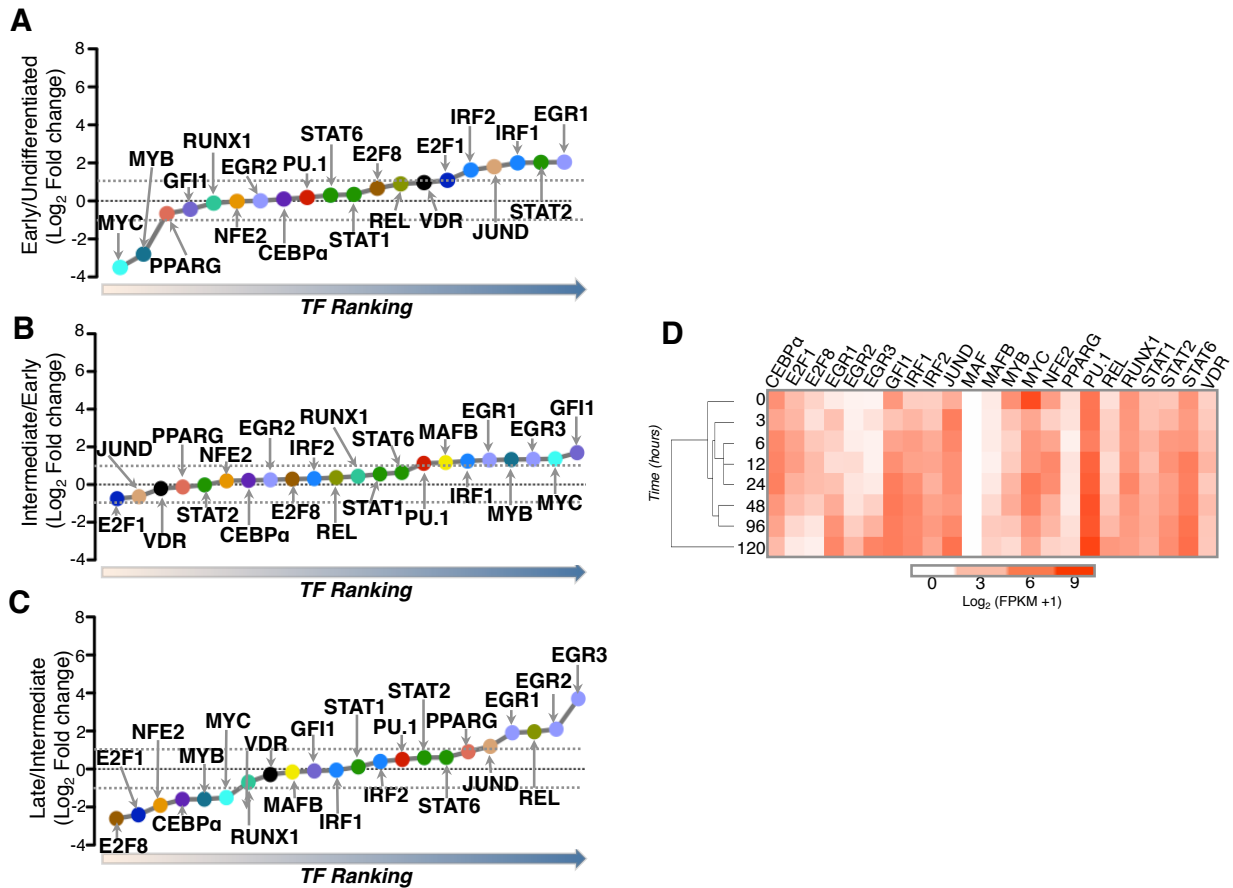 A
Early/Undifferentiated
(Log2 Fold change)
8
6
4
2
0
-2
-4
MYC
MYB
PPARG
GFI1
RUNX1
NFE2
EGR2
CEBPα
PU.1
STAT6
STAT1
E2F8
REL
VDR
E2F1
IRF2
JUND
IRF1
STAT2
EGR1
TF Ranking
B
Intermediate/Early
(Log2 Fold change)
8
6
4
2
0
-2
-4
E2F1
JUND
VDR
PPARG
STAT2
NFE2
CEBPα
EGR2
E2F8
IRF2
REL
RUNX1
STAT1
STAT6
PU.1
MAFB
IRF1
EGR1
MYB
EGR3
MYC
GFI1
TF Ranking
C
Late/Intermediate
(Log2 Fold change)
8
6
4
2
0
-2
-4
E2F8
E2F1
NFE2
CEBPα
MYB
MYC
RUNX1
VDR
MAFB
GFI1
IRF1
STAT1
IRF2
PU.1
STAT2
STAT6
PPARG
JUND
EGR1
REL
EGR2
EGR3
TF Ranking
D
CEBPα
E2F1
E2F8
EGR1
EGR2
EGR3
GFI1
IRF1
IRF2
JUND
MAF
MAFB
MYB
MYC
NFE2
PPARG
PU.1
REL
RUNX1
STAT1
STAT2
STAT6
VDR
Time (hours)
0
3
6
12
24
48
96
120
0 3 6 9
Log2 (FPKM +1)